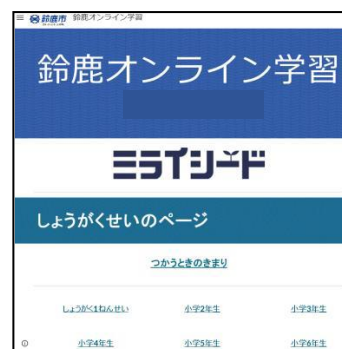 鈴鹿市 鈴鹿オンライン学習
鈴鹿オンライン学習
ミライシード
しょうがくせいのページ
つかうときのきまり
しょうがく1ねんせい 小学2年生 小学3年生
小学4年生 小学5年生 小学6年生